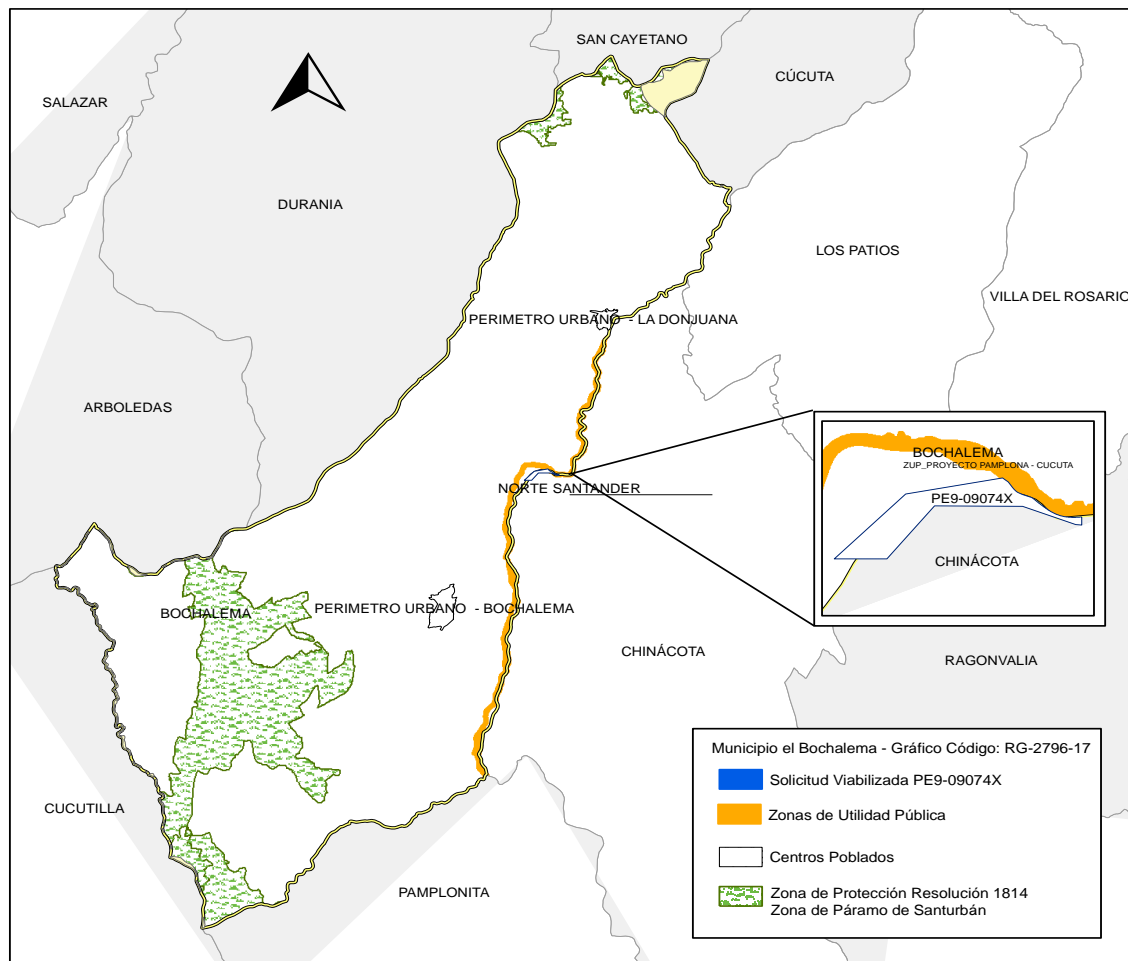 SAN CAYETANO
CÚCUTA
SALAZAR
DURANIA
LOS PATIOS
VILLA DEL ROSARIO
PERIMETRO URBANO - LA DONJUANA
ARBOLEDAS
BOCHALEMA
ZUP_PROYECTO PAMPLONA - CUCUTA
PE9-09074X
CHINÁCOTA
NORTE SANTANDER
BOCHALEMA
PERIMETRO URBANO - BOCHALEMA
CHINÁCOTA
RAGONVALIA
CUCUTILLA
PAMPLONITA
Municipio el Bochalema - Gráfico Código: RG-2796-17
Solicitud Viabilizada PE9-09074X
Zonas de Utilidad Pública
Centros Poblados
Zona de Protección Resolución 1814
Zona de Páramo de Santurbán